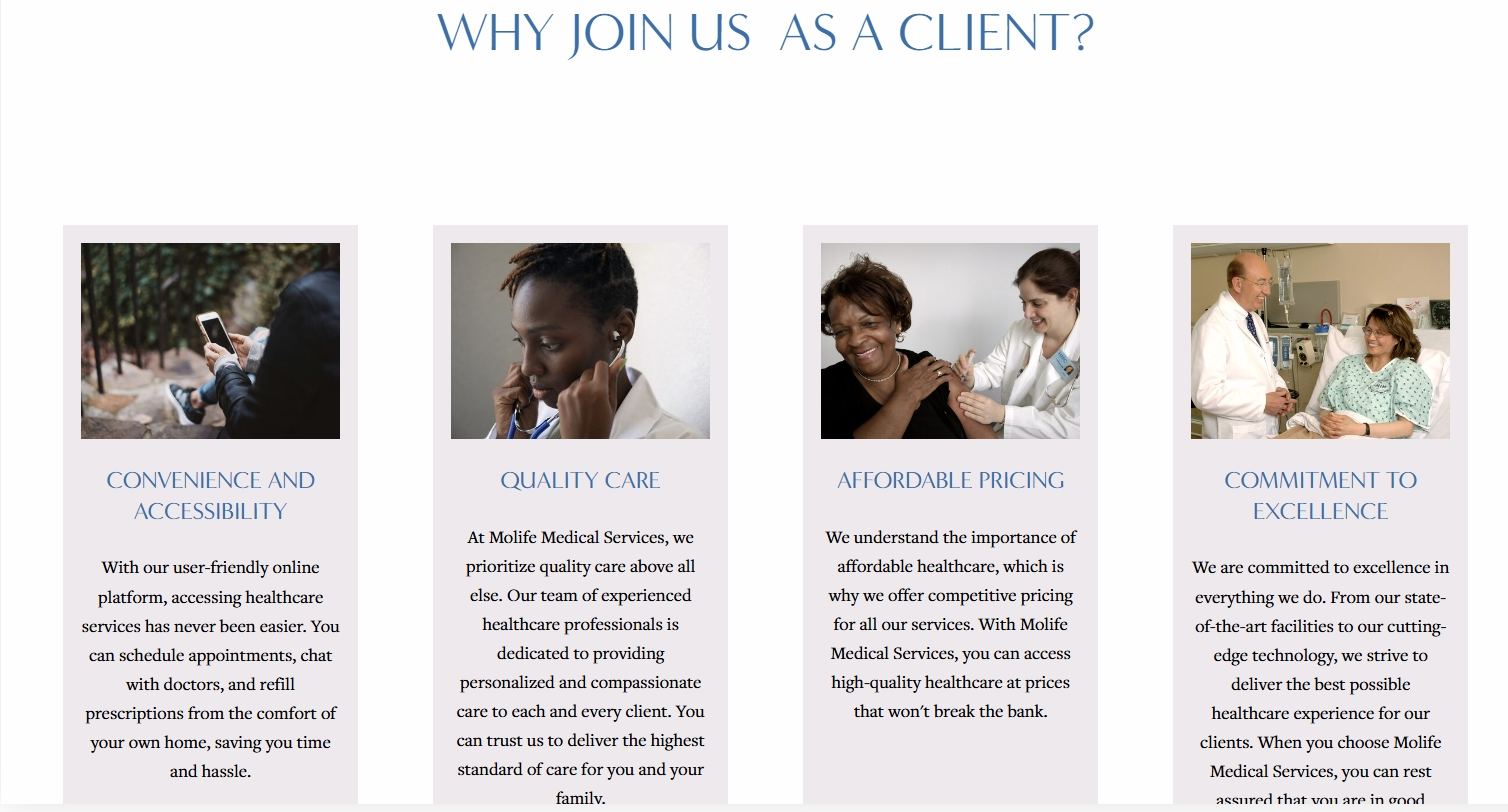 WHY JOIN US AS A CLIENT?
CONVENIENCE AND
ACCESSIBILITY
With our user-friendly online
platform, accessing healthcare
services has never been easier. You
can schedule appointments, chat
with doctors, and refill
prescriptions from the comfort of
your own home, saving you time
and hassle.
QUALITY CARE
At Molife Medical Services, we
prioritize quality care above all
else. Our team of experienced
healthcare professionals is
dedicated to providing
personalized and compassionate
care to each and every client. You
can trust us to deliver the highest
standard of care for you and your
family.
AFFORDABLE PRICING
We understand the importance of
affordable healthcare, which is
why we offer competitive pricing
for all our services. With Molife
Medical Services, you can access
high-quality healthcare at prices
that won't break the bank.
COMMITMENT TO
EXCELLENCE
We are committed to excellence in
everything we do. From our state-
of-the-art facilities to our cutting-
edge technology, we strive to
deliver the best possible
healthcare experience for our
clients. When you choose Molife
Medical Services, you can rest
assured that you are in good